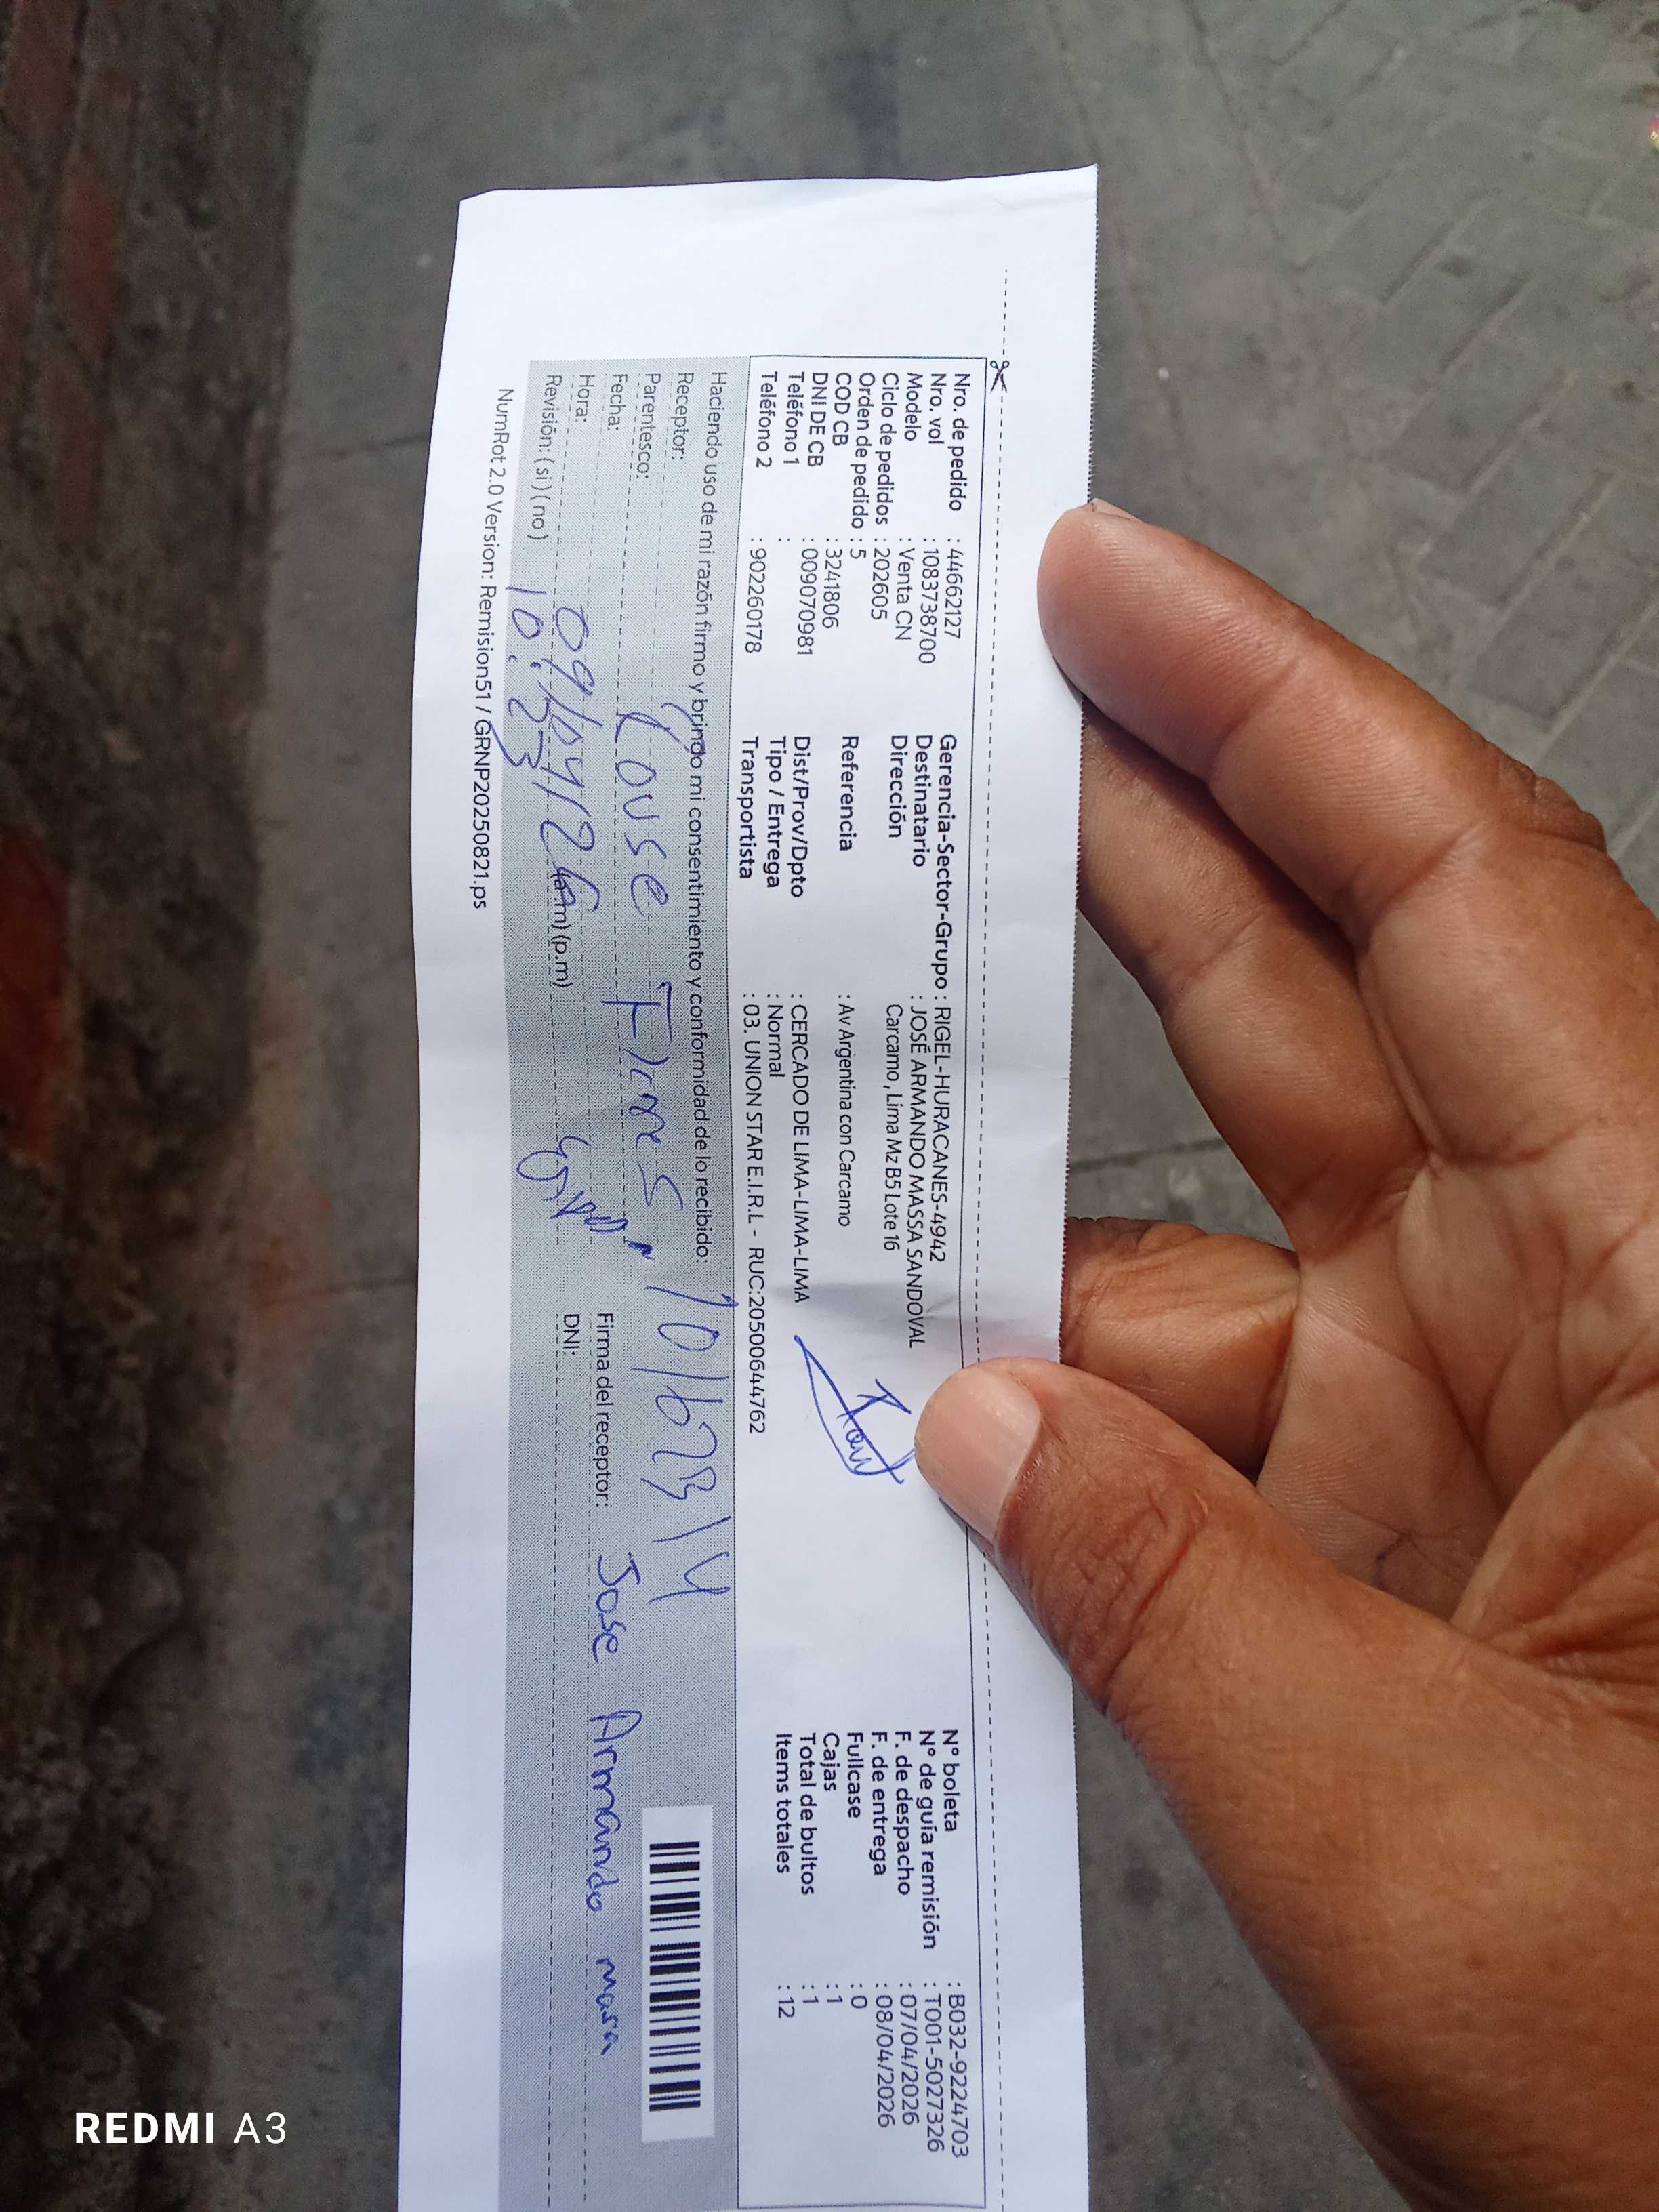 Nro. de pedido : 44662127
Nro. vol : 1083738700
Modelo : Venta CN
Ciclo de pedidos : 202605
Orden de pedido : 5
COD CB : 3241806
DNI DE CB : 009070981
Teléfono 1 :
Teléfono 2 : 902260178
Gerencia-Sector-Grupo : RIGEL-HURACANES-4942
Destinatario : JOSÉ ARMANDO MASSA SANDOVAL
Dirección Carcamo , Lima Mz B5 Lote 16
Referencia : Av Argentina con Carcamo
Dist/Prov/Dpto : CERCADO DE LIMA-LIMA-LIMA
Tipo / Entrega : Normal
Transportista : 03. UNION STAR E.I.R.L - RUC:20500644762
N° boleta : B032-9224703
N° de guía remisión : T001-5027326
F. de despacho : 07/04/2026
F. de entrega : 08/04/2026
Fullcase : 0
Cajas : 1
Total de bultos : 1
Items totales : 12
Haciendo uso de mi razón firmo y brindo mi consentimiento y conformidad de lo recibido:
Receptor: 10162314
Parentesco: Flores
Fecha: 09/04/26
Hora: 10:23 (a.m) (p.m)
Revisión: ( si ) ( no )
Firma del receptor: Jose Armando masa
DNI:
NumRot 2.0 Version: Remision51 / GRNP20250821.ps
REDMI A3